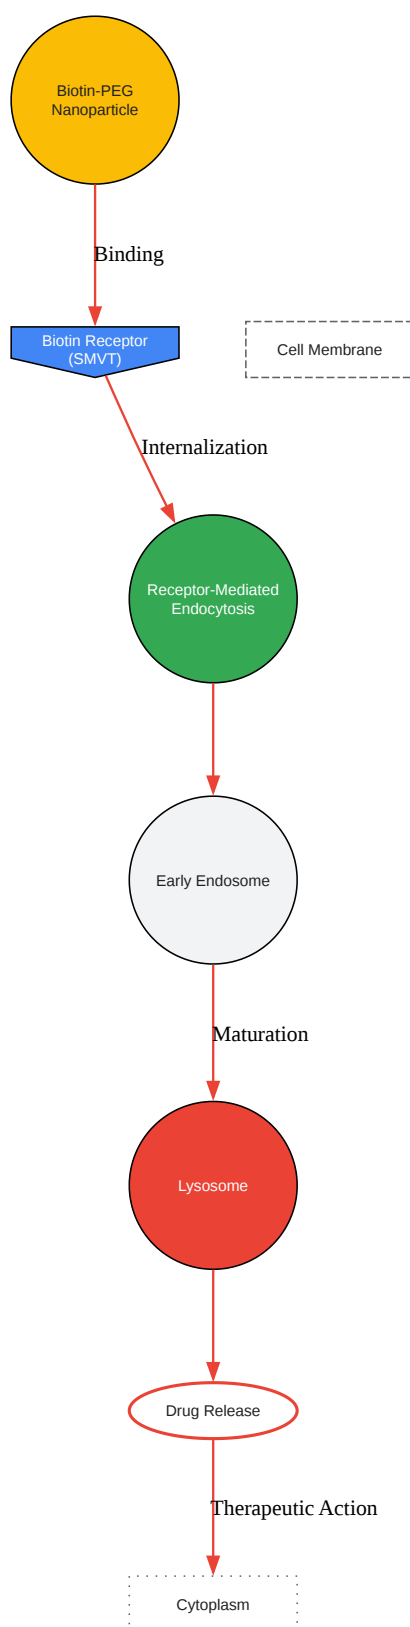 Biotin-PEG
Nanoparticle
Binding
Biotin Receptor
(SMVT)
Cell Membrane
Internalization
Receptor-Mediated
Endocytosis
Early Endosome
Maturation
Lysosome
Drug Release
Therapeutic Action
Cytoplasm